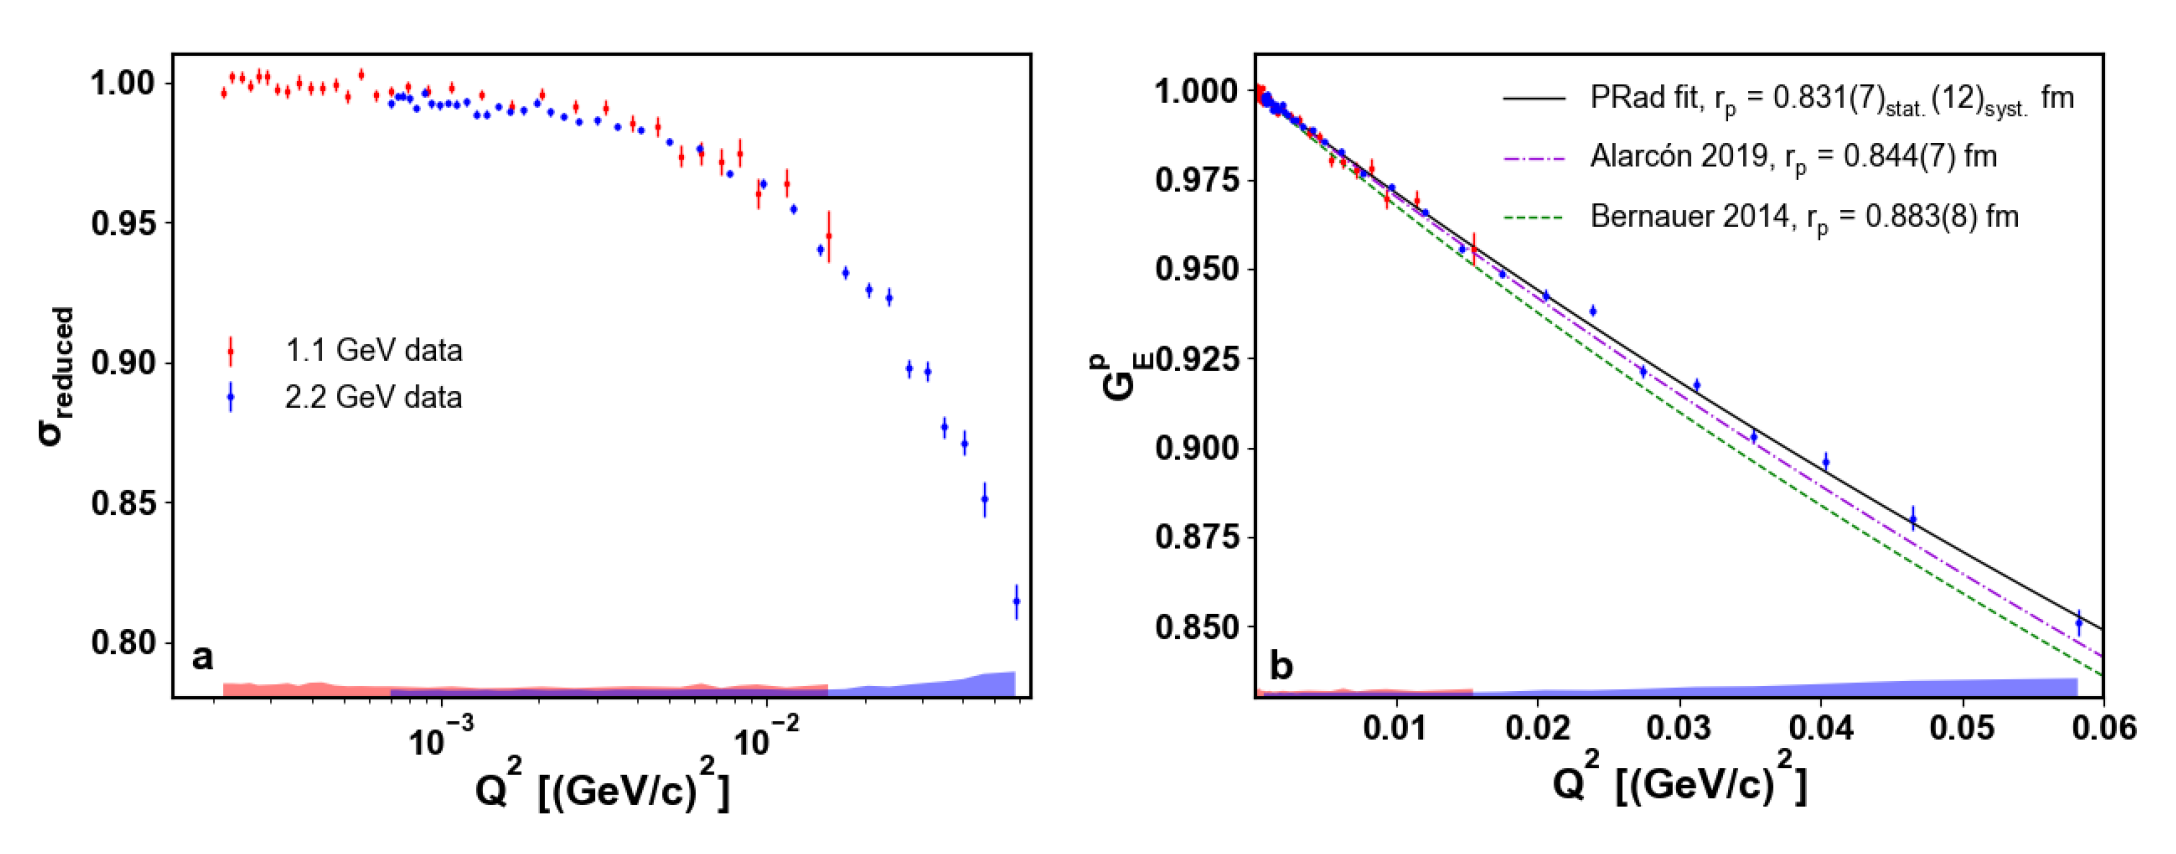 1.00
0.95
0.90
0.85
0.80
σreduced
1.1 GeV data
2.2 GeV data
a
10−3
10−2
Q2 [(GeV/c)2]
1.000
0.975
0.950
0.925
0.900
0.875
0.850
GpE
PRad fit, rp = 0.831(7)stat. (12)syst. fm
Alarcón 2019, rp = 0.844(7) fm
Bernauer 2014, rp = 0.883(8) fm
b
0.01 0.02 0.03 0.04 0.05 0.06
Q2 [(GeV/c)2]